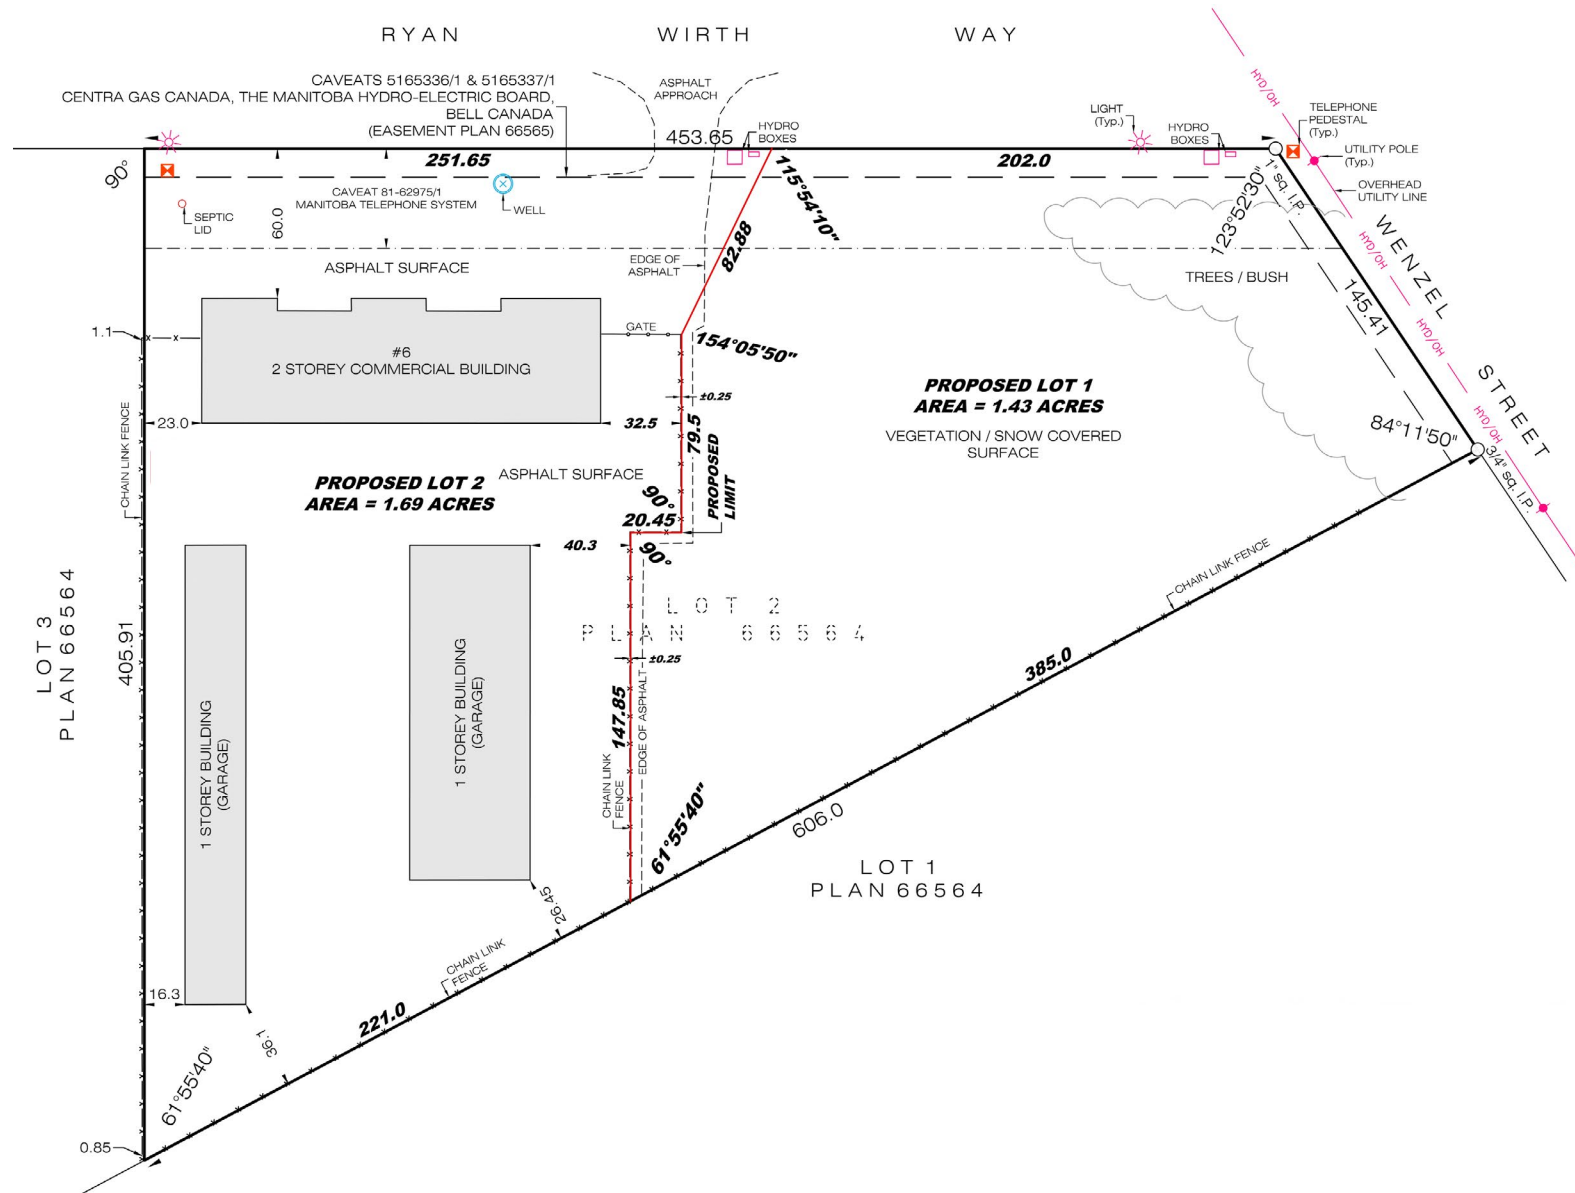 RYAN WIRTH WAY
CAVEATS 5165336/1 & 5165337/1
CENTRA GAS CANADA, THE MANITOBA HYDRO-ELECTRIC BOARD,
BELL CANADA
(EASEMENT PLAN 66565)
ASPHALT
APPROACH
453.65
HYDRO
BOXES
LIGHT
(Typ.)
HYDRO
BOXES
HYD/OH
TELEPHONE
PEDESTAL
(Typ.)
UTILITY POLE
(Typ.)
OVERHEAD
UTILITY LINE
90°
251.65
202.0
1" sq. I.P.
CAVEAT 81-62975/1
MANITOBA TELEPHONE SYSTEM
WELL
SEPTIC
LID
60.0
115°54'10"
123°52'30"
82.88
EDGE OF
ASPHALT
ASPHALT SURFACE
TREES / BUSH
WENZEL
STREET
HYD/OH
HYD/OH
HYD/OH
145.41
1.1
GATE
154°05'50"
#6
2 STOREY COMMERCIAL BUILDING
±0.25
PROPOSED LOT 1
AREA = 1.43 ACRES
VEGETATION / SNOW COVERED
SURFACE
84°11'50"
3/4" sq. I.P.
23.0
32.5
79.5
PROPOSED
LIMIT
CHAIN LINK FENCE
PROPOSED LOT 2
AREA = 1.69 ACRES
ASPHALT SURFACE
90°
20.45
40.3
90°
CHAIN LINK FENCE
LOT 2
PLAN 66564
LOT 3
PLAN 66564
405.91
±0.25
385.0
1 STOREY BUILDING
(GARAGE)
1 STOREY BUILDING
(GARAGE)
147.85
EDGE OF ASPHALT
CHAIN LINK
FENCE
61°55'40"
606.0
LOT 1
PLAN 66564
26.45
CHAIN LINK
FENCE
16.3
221.0
36.1
61°55'40"
0.85